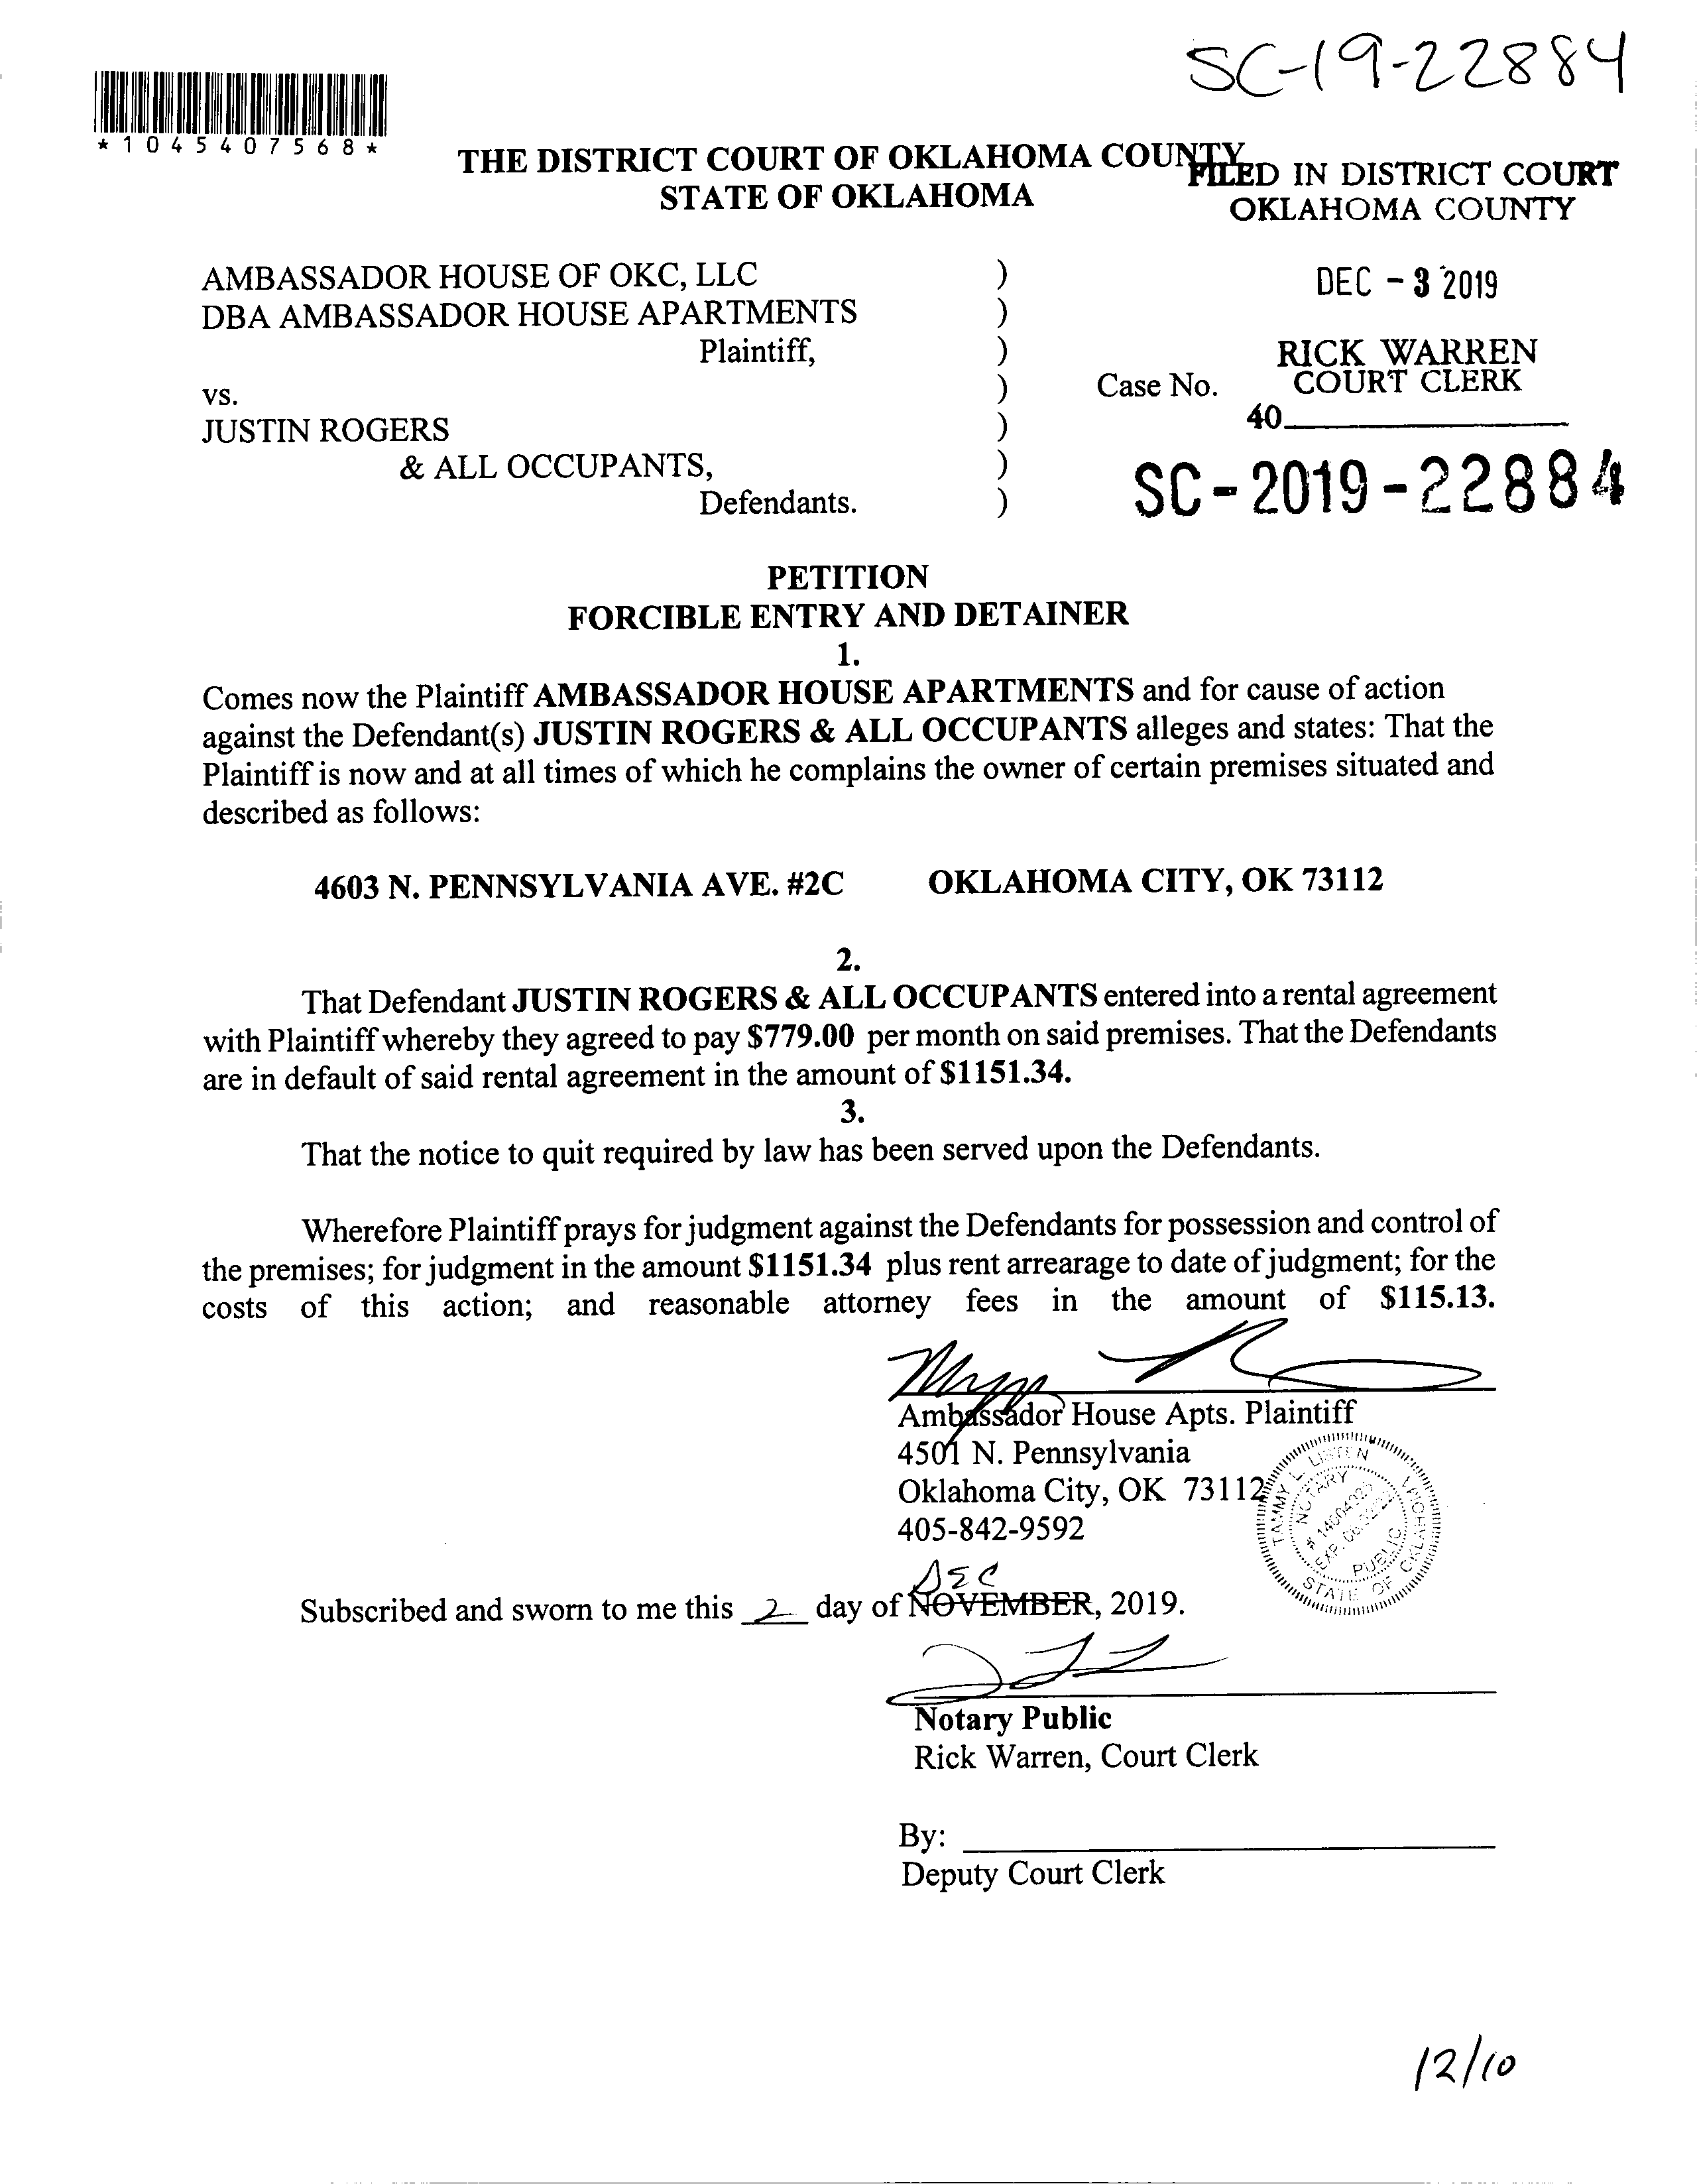 SC-19-22884
*1045407568*
THE DISTRICT COURT OF OKLAHOMA COUNTY
STATE OF OKLAHOMA
FILED IN DISTRICT COURT
OKLAHOMA COUNTY
DEC - 3 2019
RICK WARREN
COURT CLERK
40
AMBASSADOR HOUSE OF OKC, LLC )
DBA AMBASSADOR HOUSE APARTMENTS )
Plaintiff, )
vs. ) Case No.
JUSTIN ROGERS )
& ALL OCCUPANTS, )
Defendants. )
SC-2019-22884
PETITION
FORCIBLE ENTRY AND DETAINER
1.
Comes now the Plaintiff AMBASSADOR HOUSE APARTMENTS and for cause of action
against the Defendant(s) JUSTIN ROGERS & ALL OCCUPANTS alleges and states: That the
Plaintiff is now and at all times of which he complains the owner of certain premises situated and
described as follows:
4603 N. PENNSYLVANIA AVE. #2C OKLAHOMA CITY, OK 73112
2.
That Defendant JUSTIN ROGERS & ALL OCCUPANTS entered into a rental agreement
with Plaintiff whereby they agreed to pay $779.00 per month on said premises. That the Defendants
are in default of said rental agreement in the amount of $1151.34.
3.
That the notice to quit required by law has been served upon the Defendants.
Wherefore Plaintiff prays for judgment against the Defendants for possession and control of
the premises; for judgment in the amount $1151.34 plus rent arrearage to date of judgment; for the
costs of this action; and reasonable attorney fees in the amount of $115.13.
Ambassador House Apts. Plaintiff
4501 N. Pennsylvania
Oklahoma City, OK 73112
405-842-9592
TAMMY L. LISTEN
NOTARY
PUBLIC
STATE OF OKLAHOMA
DEC
Subscribed and sworn to me this 2 day of NOVEMBER, 2019.
Notary Public
Rick Warren, Court Clerk
By:
Deputy Court Clerk
12/10